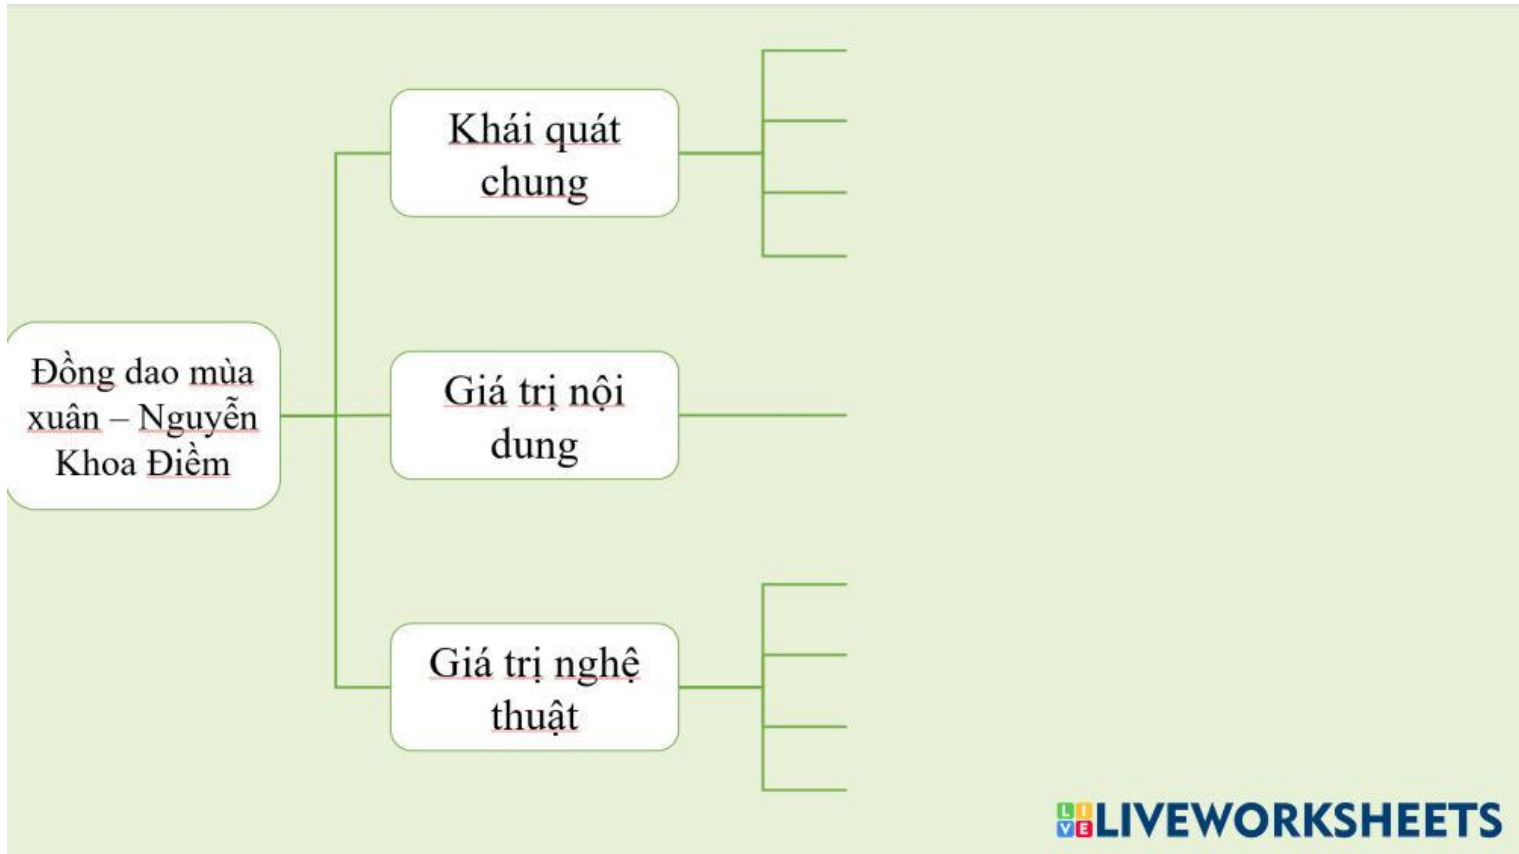 Khái quát
chung
Đồng dao mùa
xuân – Nguyễn
Khoa Điềm
Giá trị nội
dung
Giá trị nghệ
thuật
LIVE LIVEWORKSHEETS